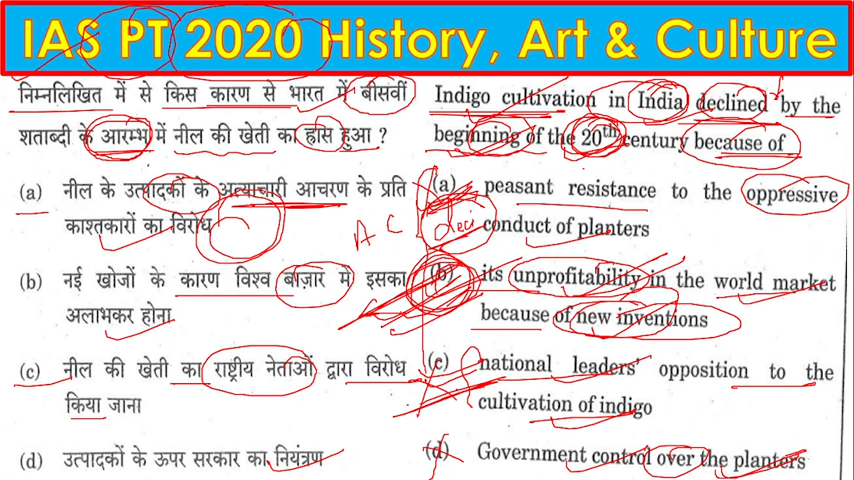 IAS PT 2020 History, Art & Culture
निम्नलिखित में से किस कारण से भारत में बीसवीं
शताब्दी के आरम्भ में नील की खेती का ह्रास हुआ ?
(a) नील के उत्पादकों के अत्याचारी आचरण के प्रति
काश्तकारों का विरोध
(b) नई खोजों के कारण विश्व बाज़ार में इसका
अलाभकर होना
(c) नील की खेती का राष्ट्रीय नेताओं द्वारा विरोध
किया जाना
(d) उत्पादकों के ऊपर सरकार का नियंत्रण
A C
deci
Indigo cultivation in India declined by the
beginning of the 20th century because of
(a) peasant resistance to the oppressive
conduct of planters
(b) its unprofitability in the world market
because of new inventions
(c) national leaders' opposition to the
cultivation of indigo
(d) Government control over the planters